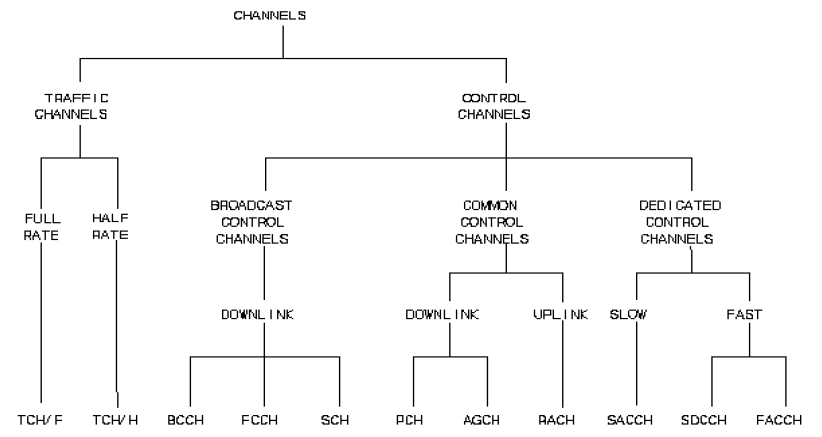 CHANNELS
TRAFFIC
CHANNELS
CONTROL
CHANNELS
FULL
RATE
HALF
RATE
BROADCAST
CONTROL
CHANNELS
COMMON
CONTROL
CHANNELS
DEDICATED
CONTROL
CHANNELS
DOWNLINK
DOWNLINK
UPLINK
SLOW
FAST
TCH/F
TCH/H
BCCH
FCCH
SCH
PCH
AGCH
RACH
SACCH
SDCCH
FACCH